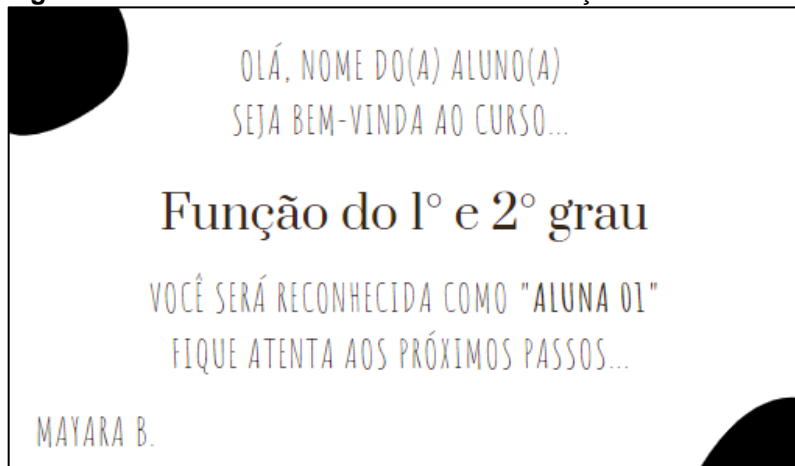 OLÁ, NOME DO(A) ALUNO(A)
SEJA BEM-VINDA AO CURSO...
Função do 1° e 2° grau
VOCÊ SERÁ RECONHECIDA COMO "ALUNA 01"
FIQUE ATENTA AOS PRÓXIMOS PASSOS...
MAYARA B.